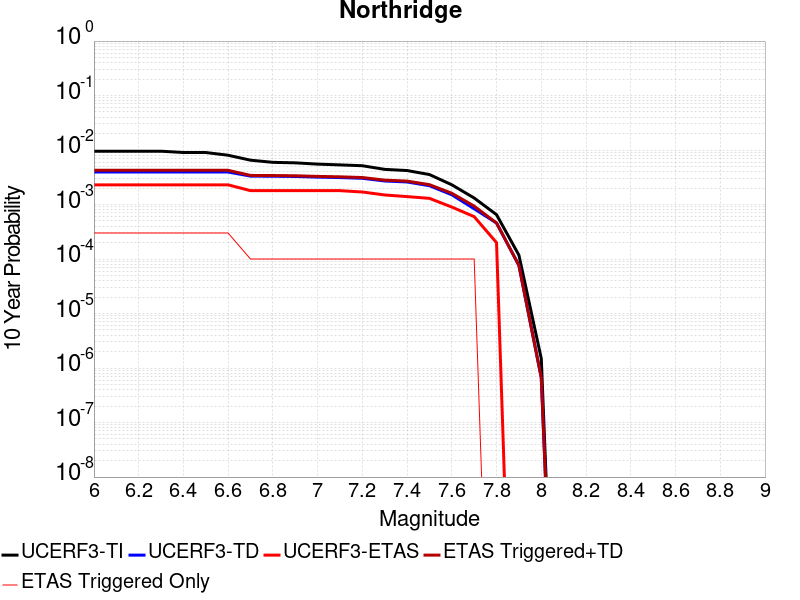 Northridge
10 0
10 -1
10 -2
10 -3
10 -4
10 -5
10 -6
10 -7
10 -8
10 Year Probability
6 6.2 6.4 6.6 6.8 7 7.2 7.4 7.6 7.8 8 8.2 8.4 8.6 8.8 9
Magnitude
UCERF3-TI UCERF3-TD UCERF3-ETAS ETAS Triggered+TD
ETAS Triggered Only